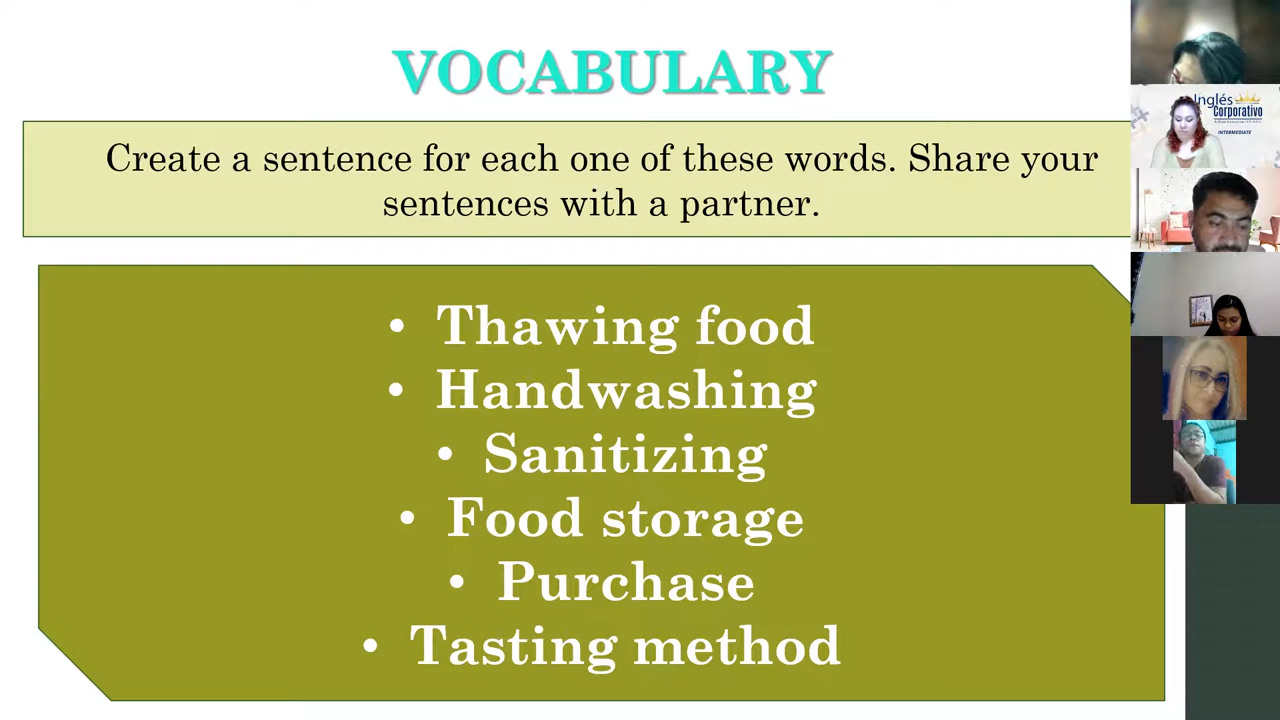 VOCABULARY
Create a sentence for each one of these words. Share your
sentences with a partner.
• Thawing food
• Handwashing
• Sanitizing
• Food storage
• Purchase
• Tasting method
Inglés
Corporativo
INTERMEDIATE